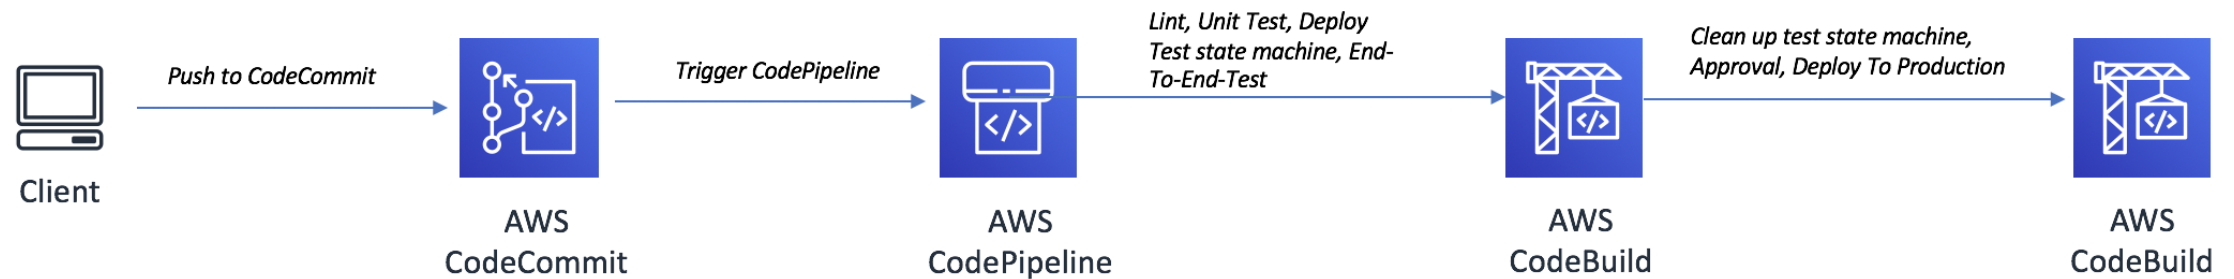 Push to CodeCommit
Client
Trigger CodePipeline
AWS
CodeCommit
Lint, Unit Test, Deploy
Test state machine, End-
To-End-Test
AWS
CodePipeline
Clean up test state machine,
Approval, Deploy To Production
AWS
CodeBuild
AWS
CodeBuild